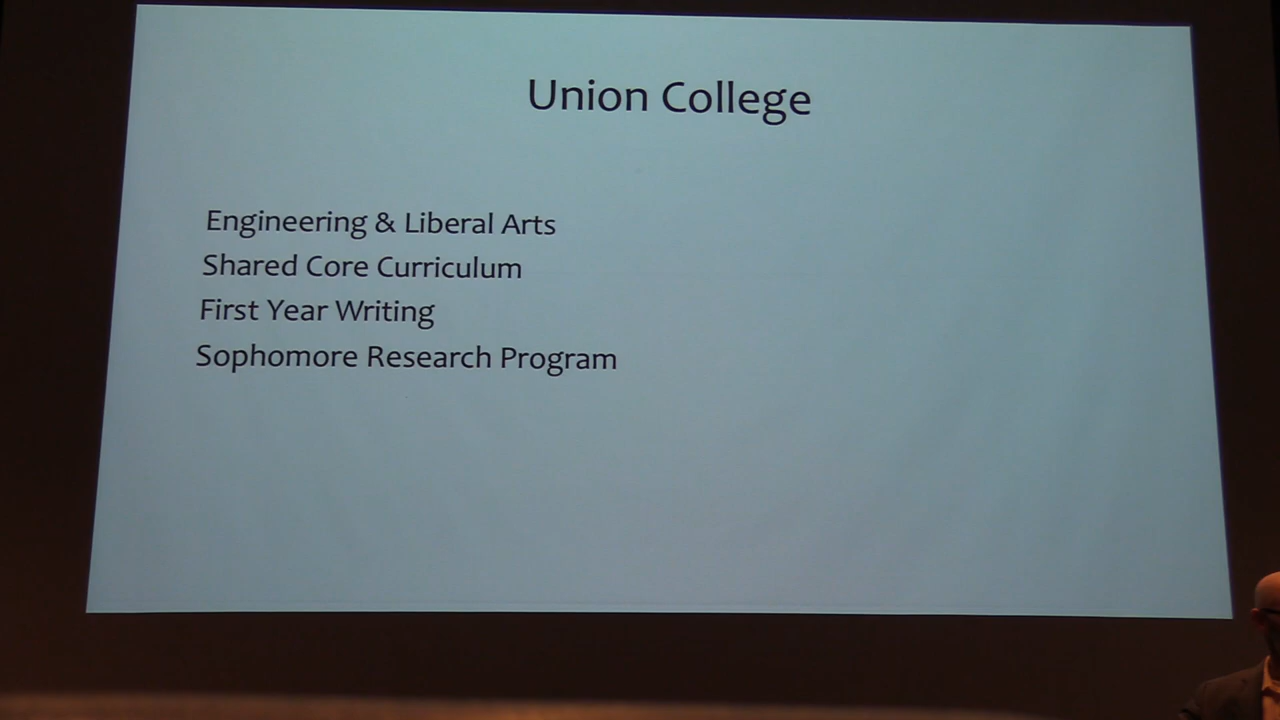 Union College
Engineering & Liberal Arts
Shared Core Curriculum
First Year Writing
Sophomore Research Program